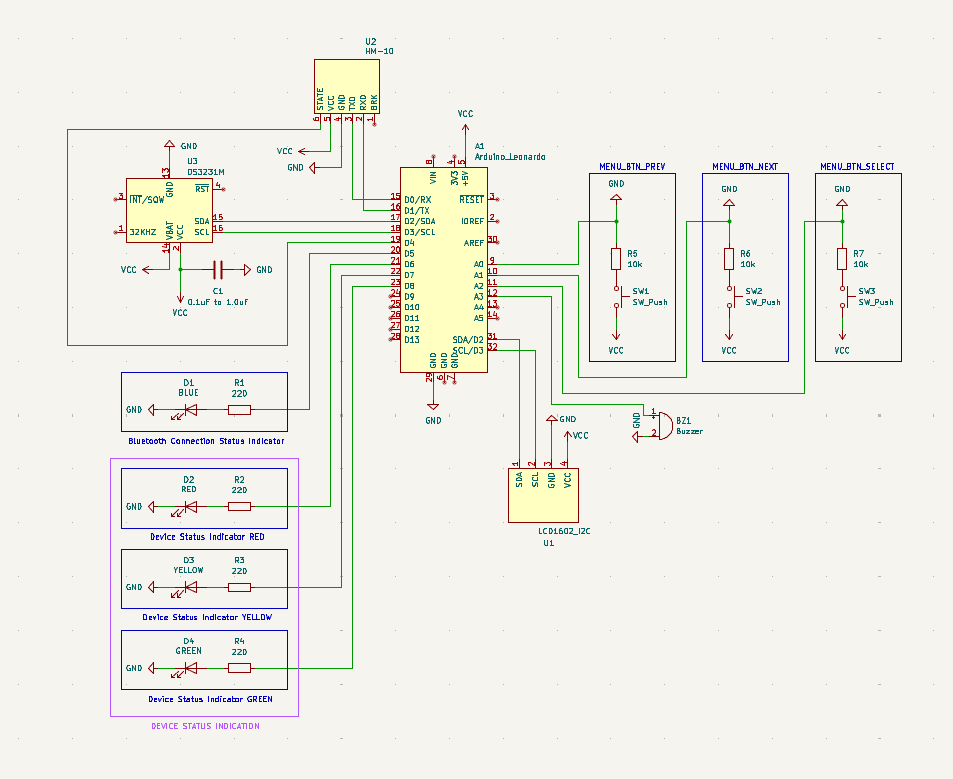 U2
HM-10
STATE
VCC
GND
TXD
RXD
BRK
6
5
4
3
2
1
VCC
GND
GND
U3
DS3231M
13
GND
RST
4
3
INT/SQW
1
32KHZ
SDA
15
SCL
16
VBAT
VCC
14
2
VCC
GND
C1
0.1uF to 1.0uF
VCC
VCC
A1
Arduino_Leonardo
8
4
5
VIN
3V3
+5V
15
D0/RX
16
D1/TX
17
D2/SDA
18
D3/SCL
19
D4
20
D5
21
D6
22
D7
23
D8
24
D9
25
D10
26
D11
27
D12
28
D13
RESET
3
IOREF
2
AREF
30
A0
9
A1
10
A2
11
A3
12
A4
13
A5
14
SDA/D2
31
SCL/D3
32
GND
GND
GND
29
6
7
GND
MENU_BTN_PREV
GND
R5
10k
SW1
SW_Push
VCC
MENU_BTN_NEXT
GND
R6
10k
SW2
SW_Push
VCC
MENU_BTN_SELECT
GND
R7
10k
SW3
SW_Push
VCC
GND
1
+
2
BZ1
Buzzer
GND
VCC
1
2
3
4
SDA
SCL
GND
VCC
LCD1602_I2C
U1
D1
BLUE
R1
220
GND
Bluetooth Connection Status Indicator
D2
RED
R2
220
GND
Device Status Indicator RED
D3
YELLOW
R3
220
GND
Device Status Indicator YELLOW
D4
GREEN
R4
220
GND
Device Status Indicator GREEN
DEVICE STATUS INDICATION